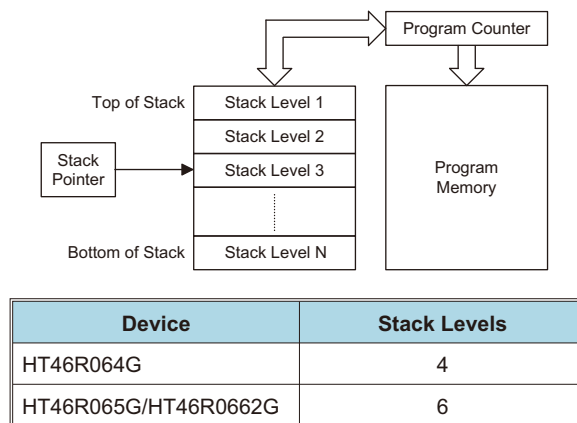 Program Counter
Top of Stack
Stack Level 1
Stack Level 2
Stack Pointer
Stack Level 3
Program Memory
Bottom of Stack
Stack Level N
Device Stack Levels
HT46R064G 4
HT46R065G/HT46R0662G 6